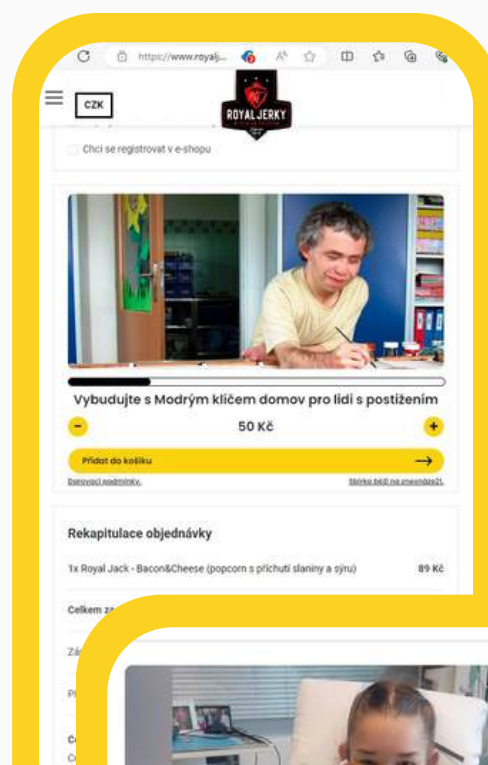 https://www.royalj...
CZK
ROYAL JERKY
Chci se registrovat v e-shopu
Vybudujte s Modrým klíčem domov pro lidi s postižením
50 Kč
Přidat do košíku
Darovací podmínky.
Sbírka běží na znesnáze21.
Rekapitulace objednávky
1x Royal Jack - Bacon&Cheese (popcorn s příchutí slaniny a sýru) 89 Kč
Celkem za